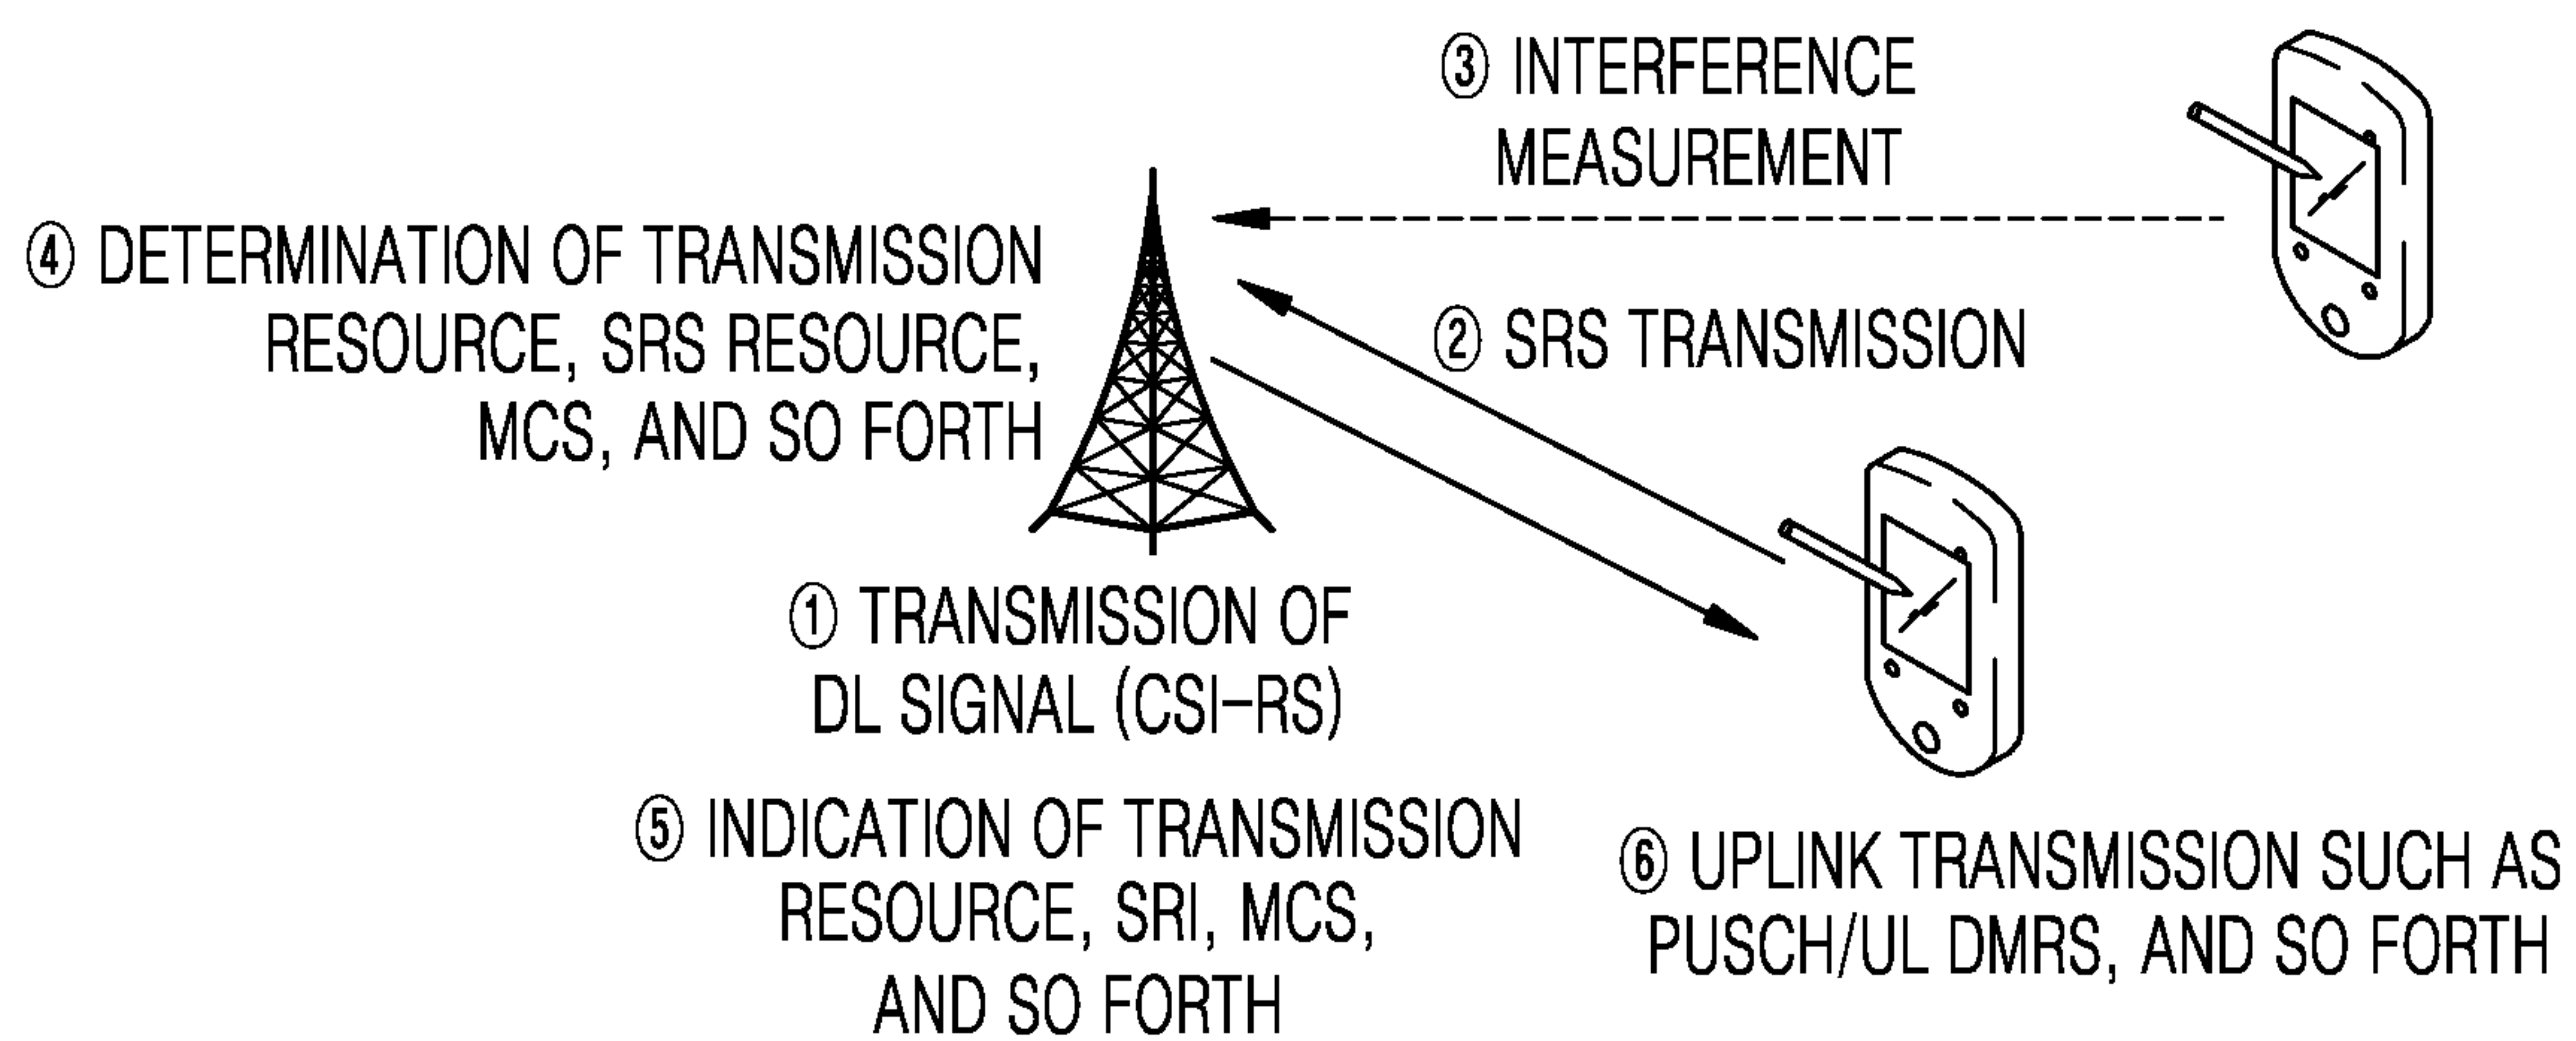 ③ INTERFERENCE
MEASUREMENT
④ DETERMINATION OF TRANSMISSION
RESOURCE, SRS RESOURCE,
MCS, AND SO FORTH
② SRS TRANSMISSION
① TRANSMISSION OF
DL SIGNAL (CSI-RS)
⑤ INDICATION OF TRANSMISSION
RESOURCE, SRI, MCS,
AND SO FORTH
⑥ UPLINK TRANSMISSION SUCH AS
PUSCH/UL DMRS, AND SO FORTH